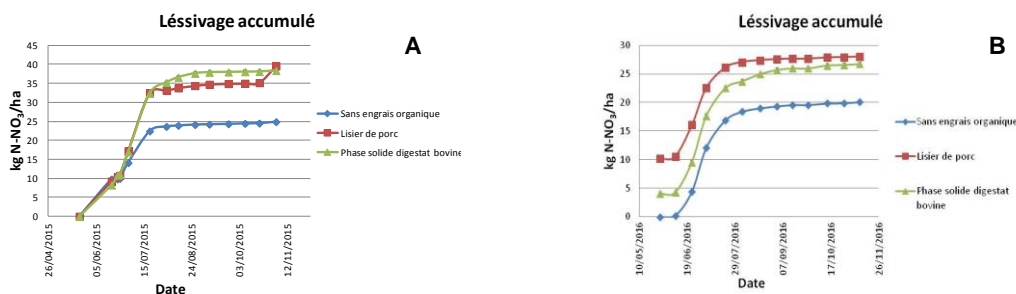 Léssivage accumulé
A
45
40
35
30
25
20
15
10
5
0
kg N-NO3/ha
26/04/2015
05/06/2015
15/07/2015
24/08/2015
03/10/2015
12/11/2015
Date
Sans engrais organique
Lisier de porc
Phase solide digestat bovine
Léssivage accumulé
B
30
25
20
15
10
5
0
kg N-NO3/ha
10/05/2016
19/06/2016
29/07/2016
07/09/2016
17/10/2016
26/11/2016
Date
Sans engrais organique
Lisier de porc
Phase solide digestat
bovine